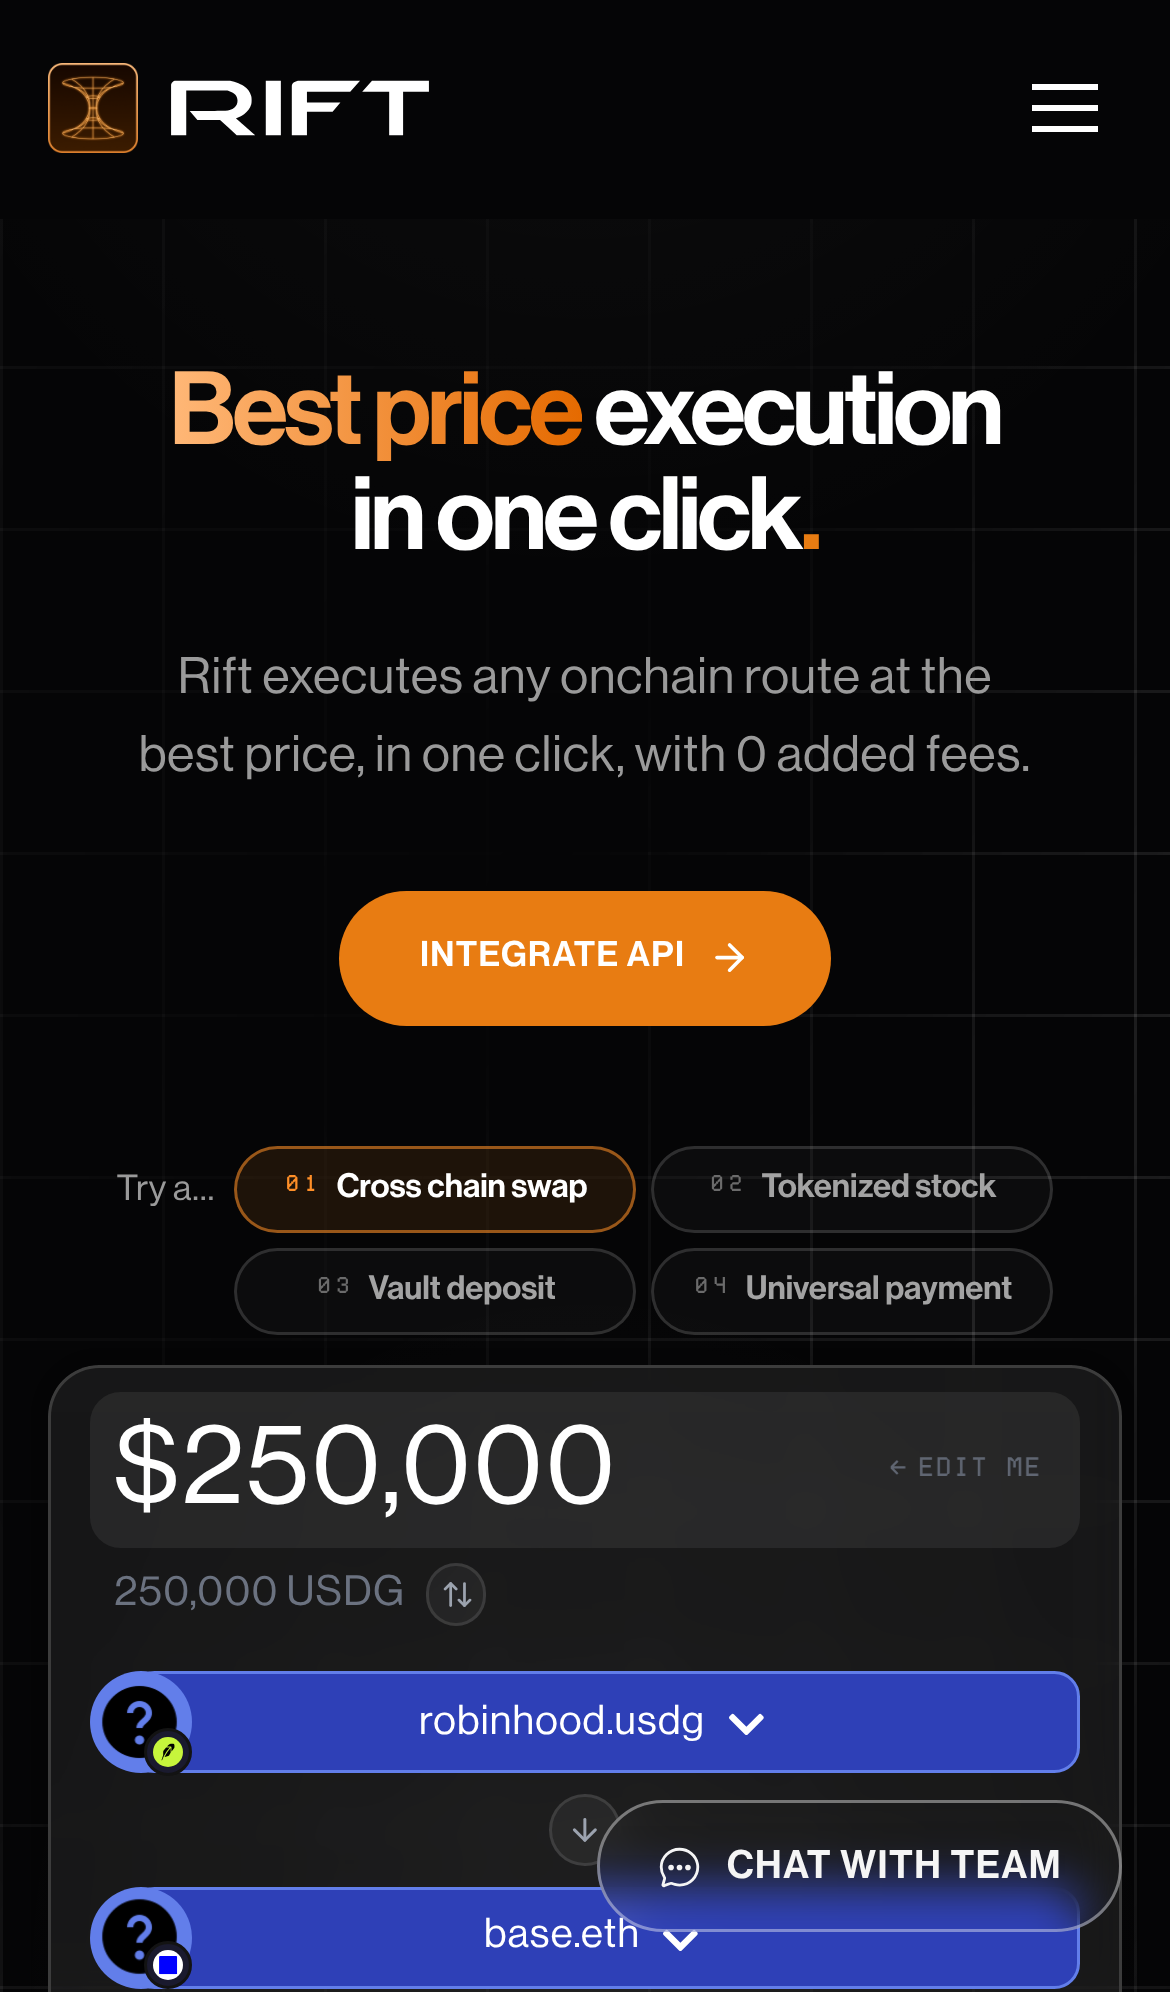 RIFT
Best price execution
in one click.
Rift executes any onchain route at the
best price, in one click, with 0 added fees.
INTEGRATE API →
Try a... 01 Cross chain swap 02 Tokenized stock
03 Vault deposit 04 Universal payment
$250,000 ← EDIT ME
250,000 USDG
? robinhood.usdg
CHAT WITH TEAM
? base.eth